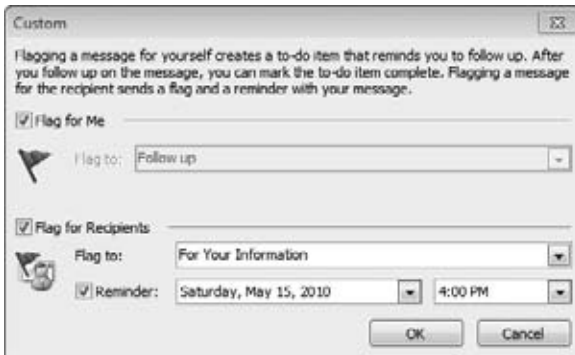 Custom
Flagging a message for yourself creates a to-do item that reminds you to follow up. After
you follow up on the message, you can mark the to-do item complete. Flagging a message
for the recipient sends a flag and a reminder with your message.
Flag for Me
Flag to: Follow up
Flag for Recipients
Flag to: For Your Information
Reminder: Saturday, May 15, 2010 4:00 PM
OK Cancel